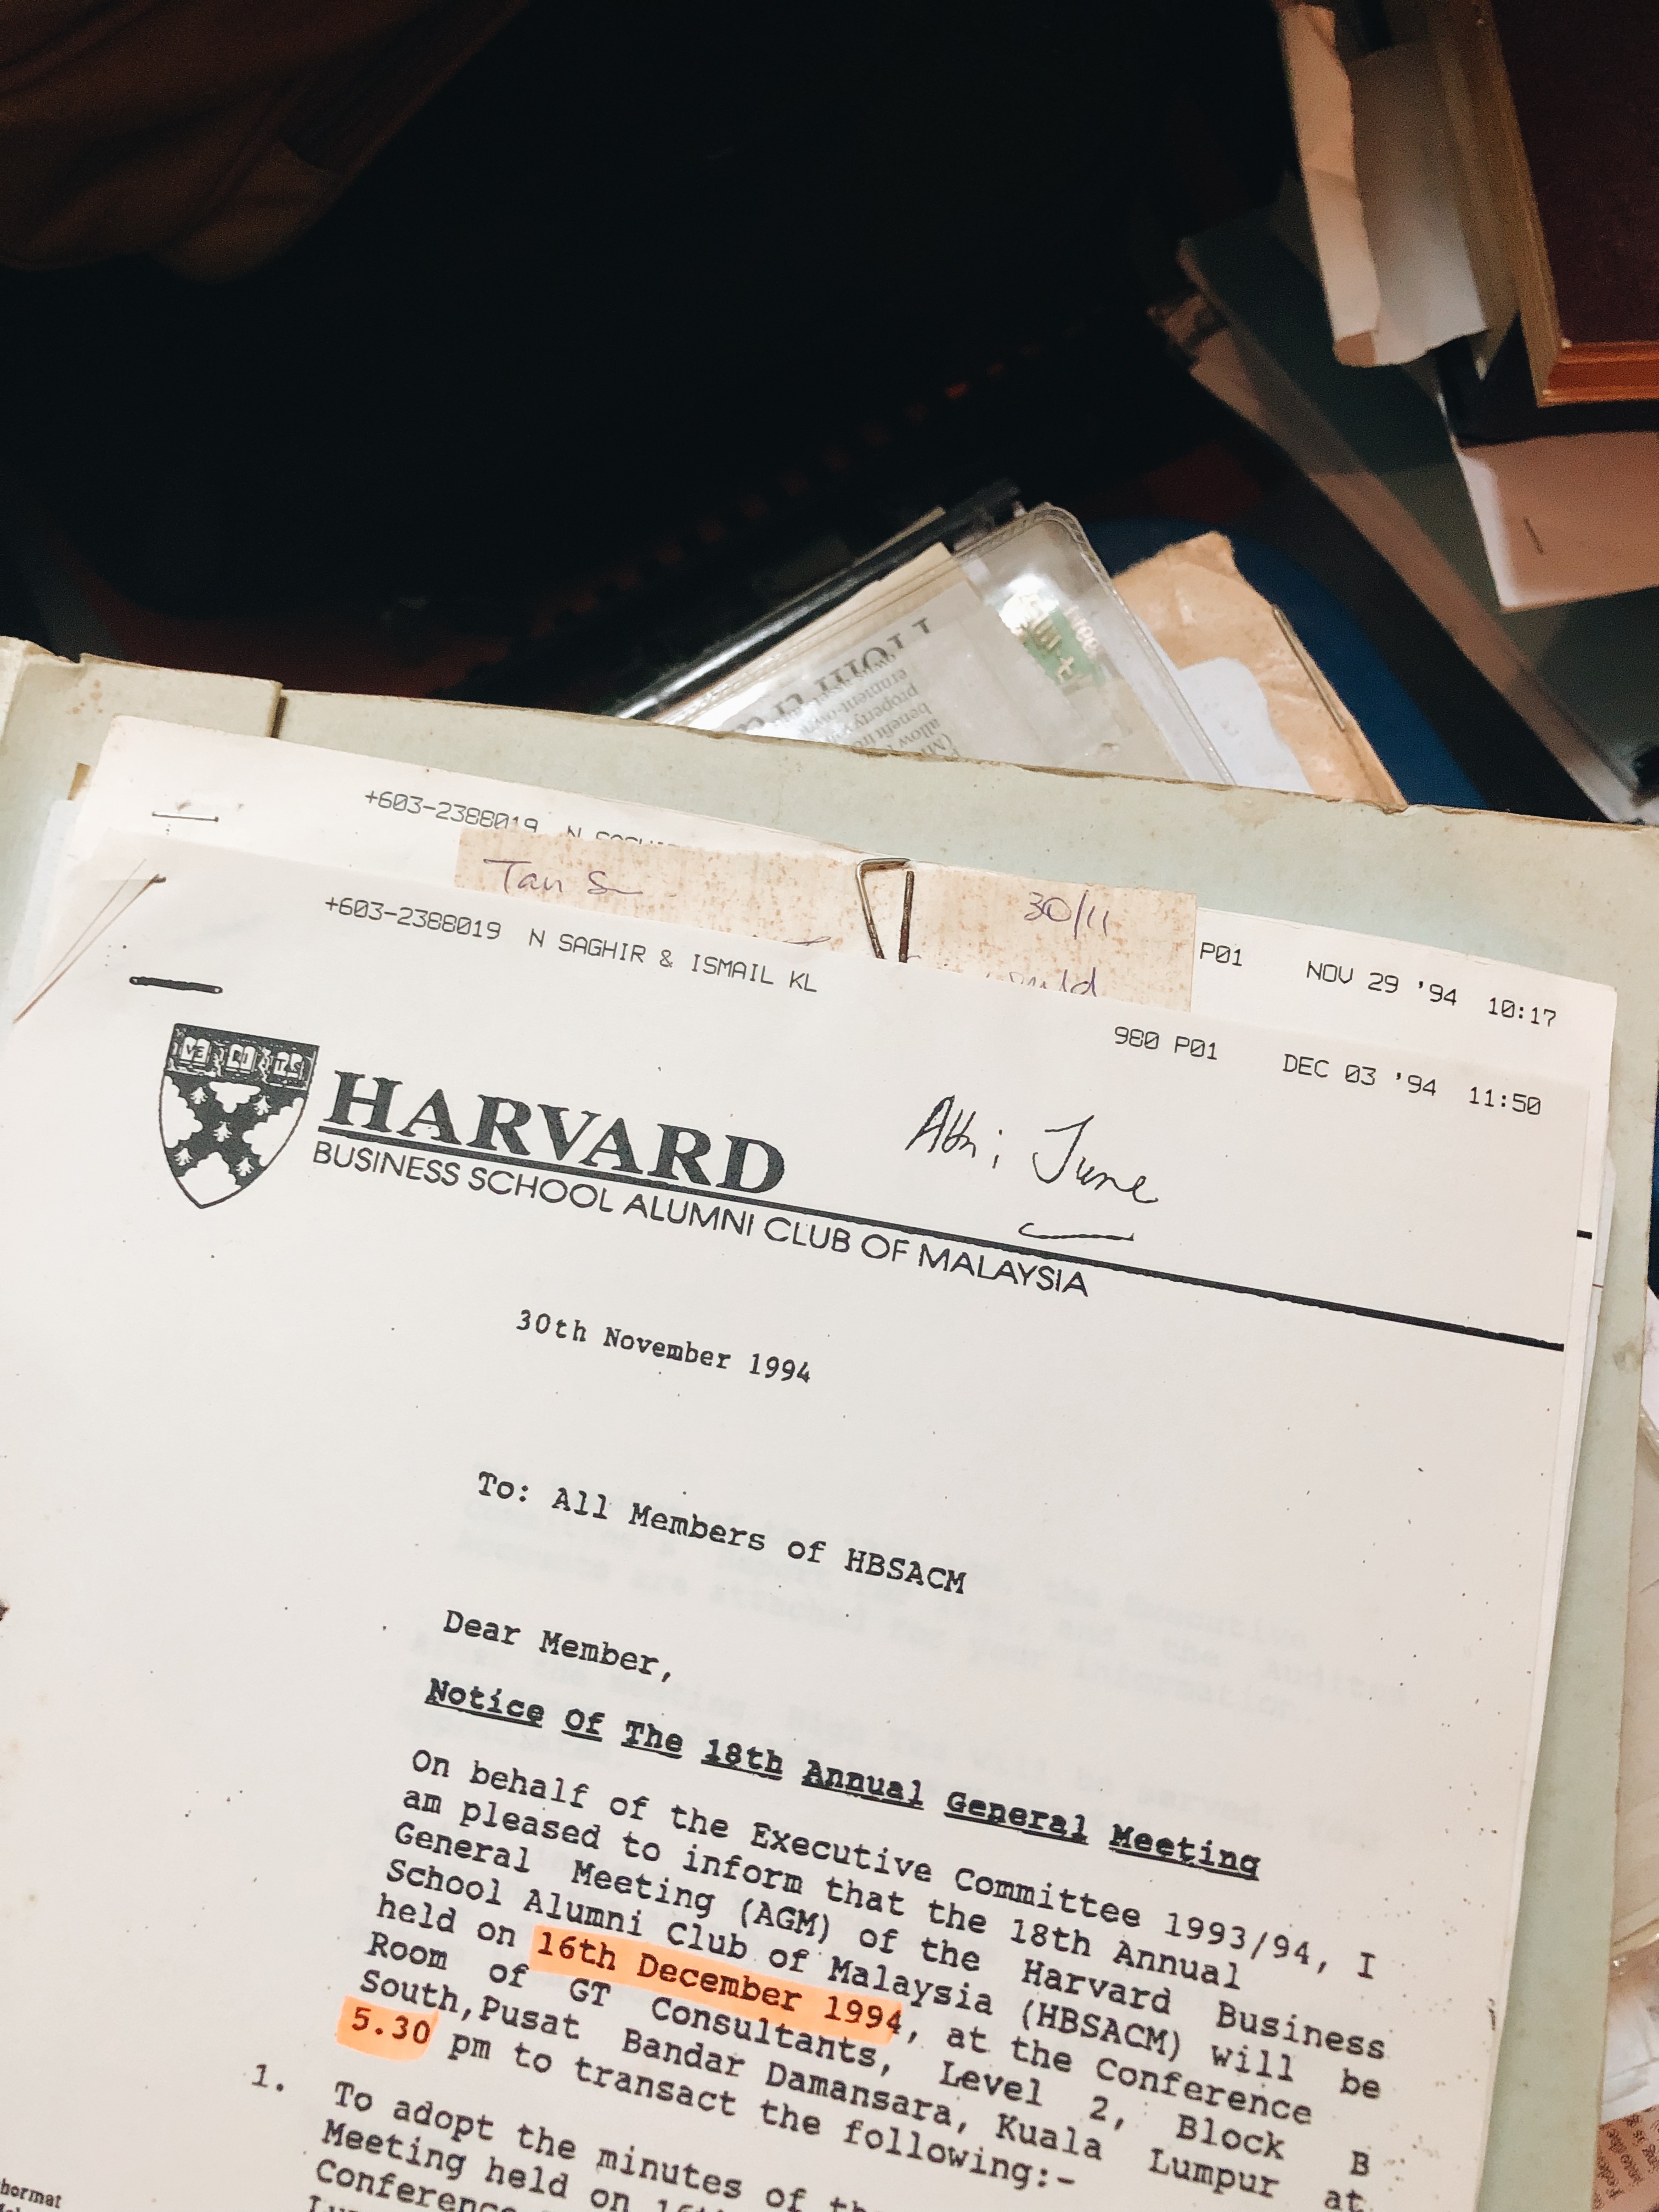 +603-2388019
Tan S
30/11
P01 NOV 29 '94 10:17
+603-2388019 N SAGHIR & ISMAIL KL
980 P01 DEC 03 '94 11:50
VE RI TS
HARVARD
Attn: June
BUSINESS SCHOOL ALUMNI CLUB OF MALAYSIA
30th November 1994
To: All Members of HBSACM
Dear Member,
Notice Of The 18th Annual General Meeting
On behalf of the Executive Committee 1993/94, I
am pleased to inform that the 18th Annual
General Meeting (AGM) of the Harvard Business
School Alumni Club of Malaysia (HBSACM) will be
held on 16th December 1994, at the Conference
Room of GT Consultants, Level 2, Block B
South, Pusat Bandar Damansara, Kuala Lumpur at
5.30 pm to transact the following:-
1. To adopt the minutes of
Meeting held on
Conference
hormat